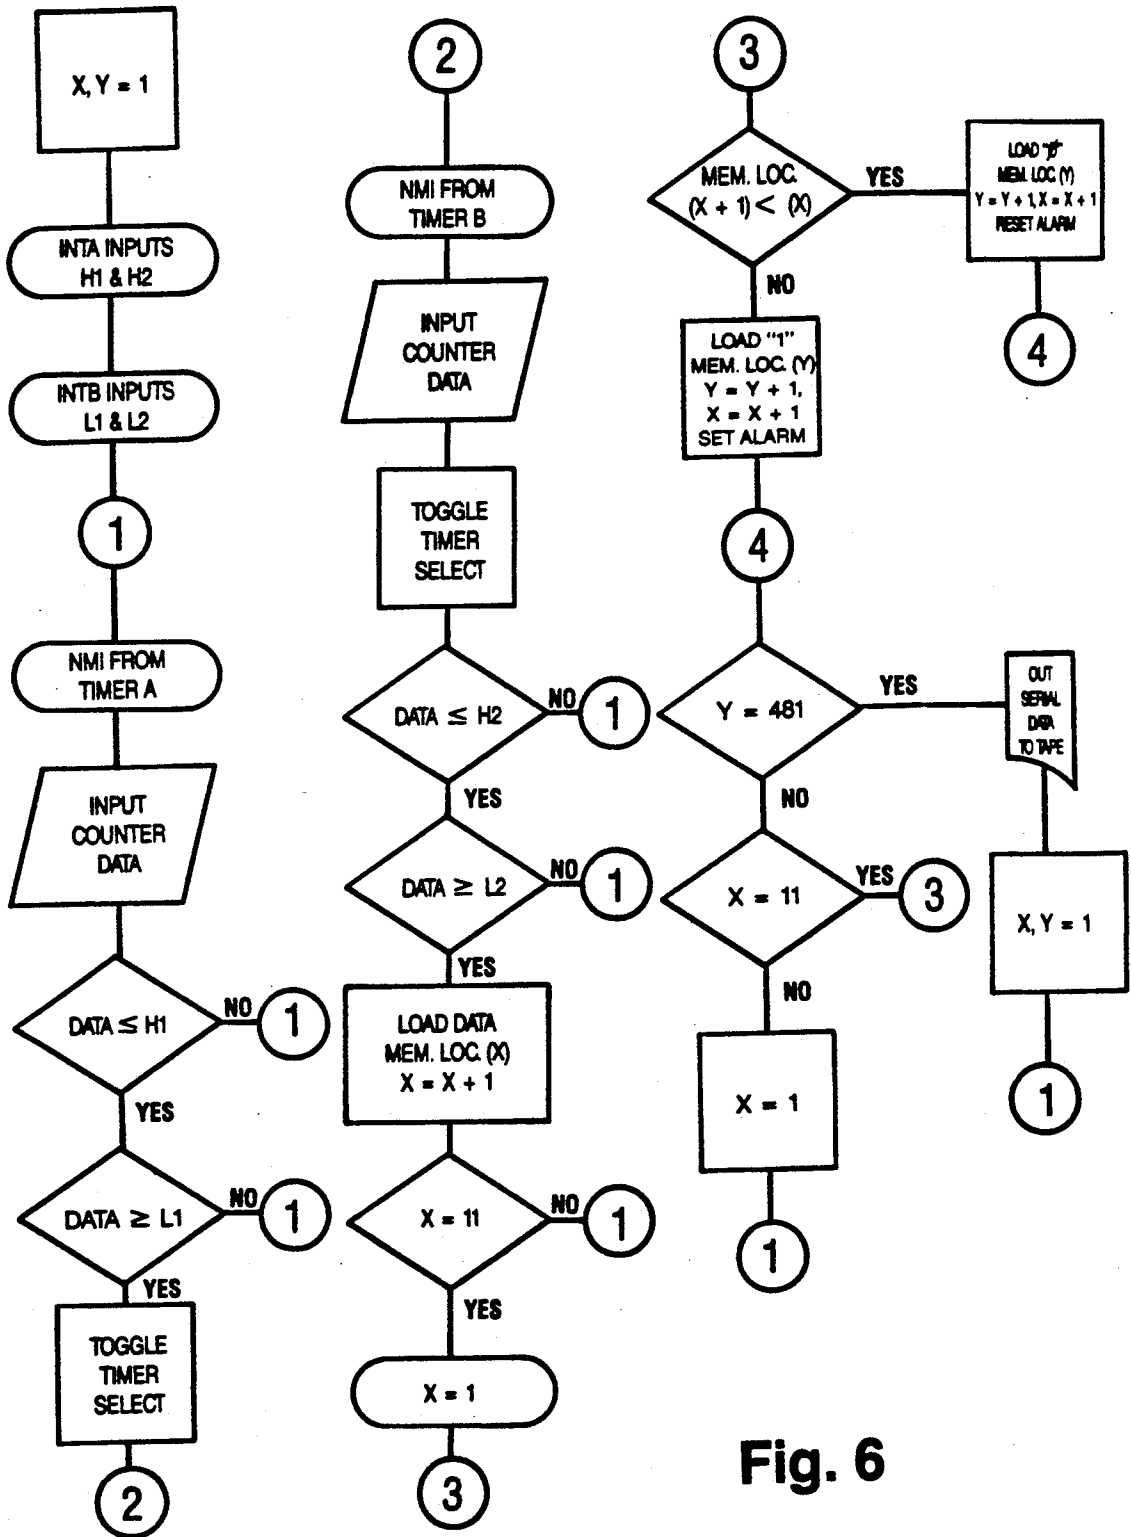 X, Y = 1
INTA INPUTS
H1 & H2
INTB INPUTS
L1 & L2
1
NMI FROM
TIMER A
INPUT
COUNTER
DATA
DATA ≤ H1
NO
1
YES
DATA ≥ L1
NO
1
YES
TOGGLE
TIMER
SELECT
2
2
NMI FROM
TIMER B
INPUT
COUNTER
DATA
TOGGLE
TIMER
SELECT
DATA ≤ H2
NO
1
YES
DATA ≥ L2
NO
1
YES
LOAD DATA
MEM. LOC. (X)
X = X + 1
X = 11
NO
1
YES
X = 1
3
3
MEM. LOC.
(X + 1) < (X)
YES
LOAD "0̸"
MEM. LOC. (Y)
Y = Y + 1, X = X + 1
RESET ALARM
4
NO
LOAD "1"
MEM. LOC. (Y)
Y = Y + 1,
X = X + 1
SET ALARM
4
Y = 481
YES
OUT
SERIAL
DATA
TO TAPE
X, Y = 1
1
NO
X = 11
YES
3
NO
X = 1
1
Fig. 6